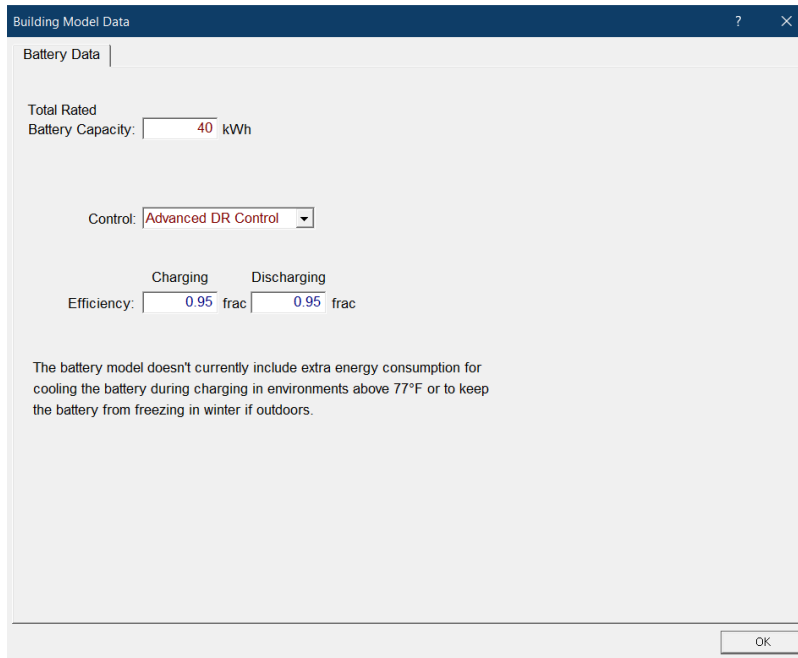 Building Model Data ? ×
Battery Data
Total Rated
Battery Capacity: 40 kWh
Control: Advanced DR Control
Charging Discharging
Efficiency: 0.95 frac 0.95 frac
The battery model doesn't currently include extra energy consumption for
cooling the battery during charging in environments above 77°F or to keep
the battery from freezing in winter if outdoors.
OK